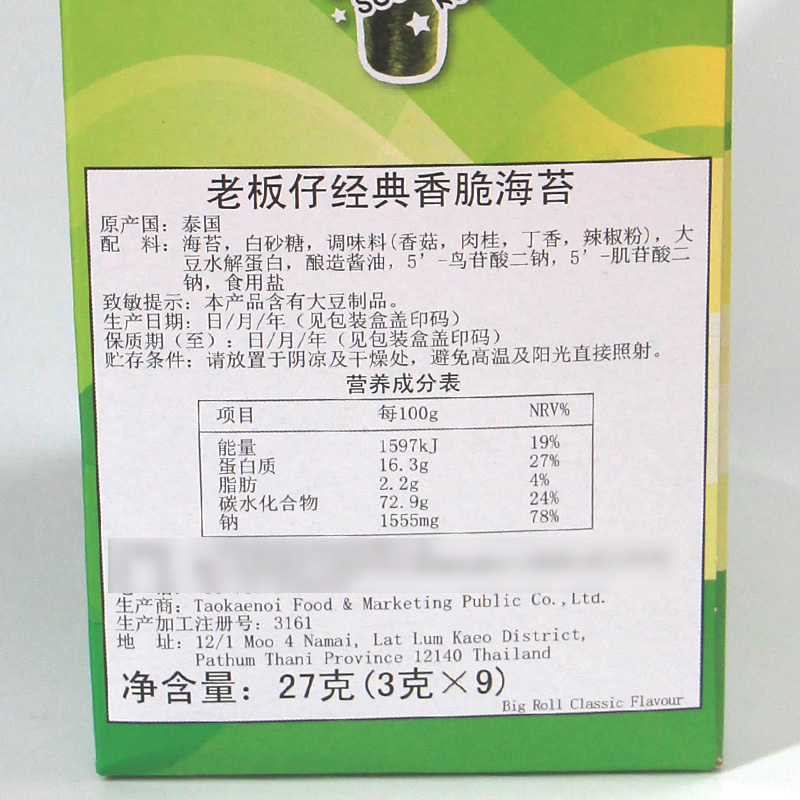 老板仔经典香脆海苔
原产国：泰国
配　料：海苔，白砂糖，调味料(香菇，肉桂，丁香，辣椒粉)，大
豆水解蛋白，酿造酱油，5′-鸟苷酸二钠，5′-肌苷酸二
钠，食用盐
致敏提示：本产品含有大豆制品。
生产日期：日/月/年（见包装盒盖印码）
保质期（至）：日/月/年（见包装盒盖印码）
贮存条件：请放置于阴凉及干燥处，避免高温及阳光直接照射。
营养成分表
项目 每100g NRV%
能量 1597kJ 19%
蛋白质 16.3g 27%
脂肪 2.2g 4%
碳水化合物 72.9g 24%
钠 1555mg 78%
生产商：Taokaenoi Food & Marketing Public Co.,Ltd.
生产加工注册号：3161
地　址：12/1 Moo 4 Namai, Lat Lum Kaeo District,
Pathum Thani Province 12140 Thailand
净含量：27克(3克×9)
Big Roll Classic Flavour